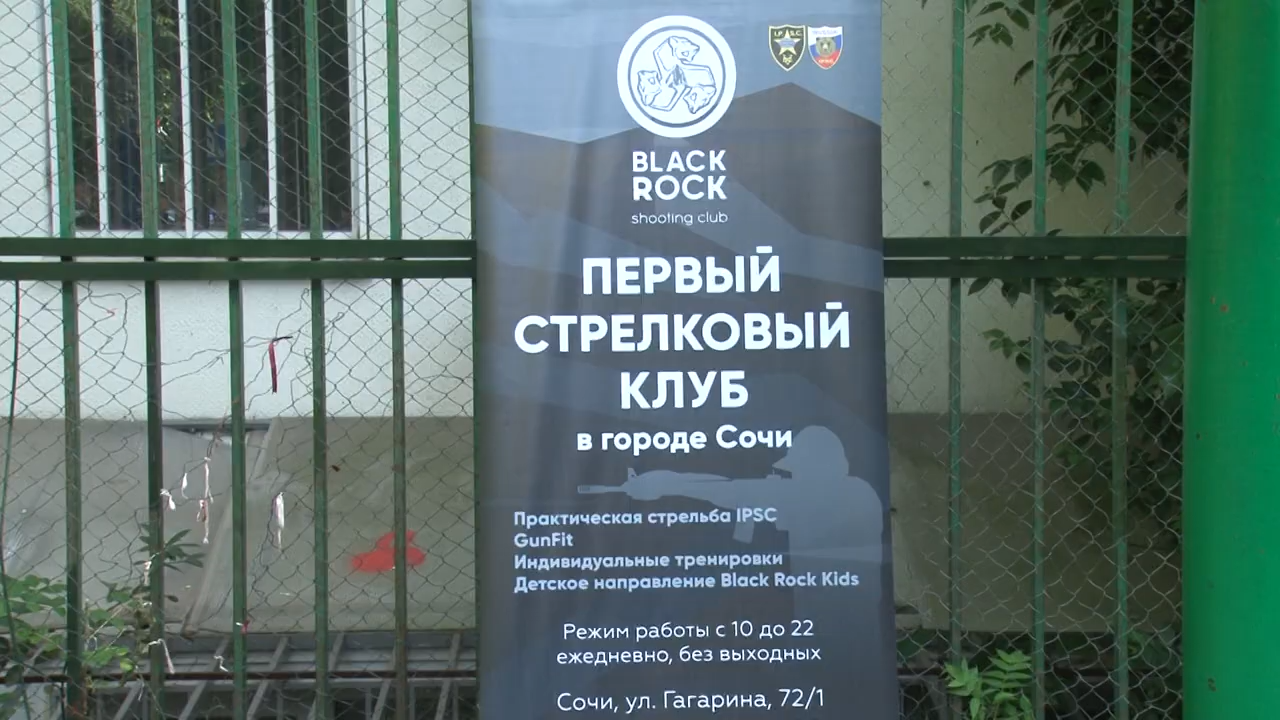 I.P.S.C.
RUSSIA
BLACK
ROCK
shooting club
ПЕРВЫЙ
СТРЕЛКОВЫЙ
КЛУБ
в городе Сочи
Практическая стрельба IPSC
GunFit
Индивидуальные тренировки
Детское направление Black Rock Kids
Режим работы с 10 до 22
ежедневно, без выходных
Сочи, ул. Гагарина, 72/1